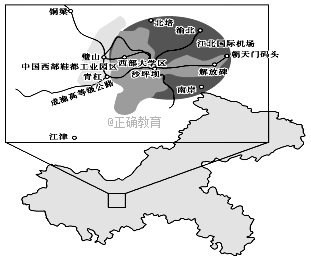 铜梁
北碚
渝北
江北国际机场
璧山
西部大学区
朝天门码头
中国西部鞋都工业园区
沙坪坝
解放碑
青杠
成渝高等级公路
南岸
@正确教育
江津